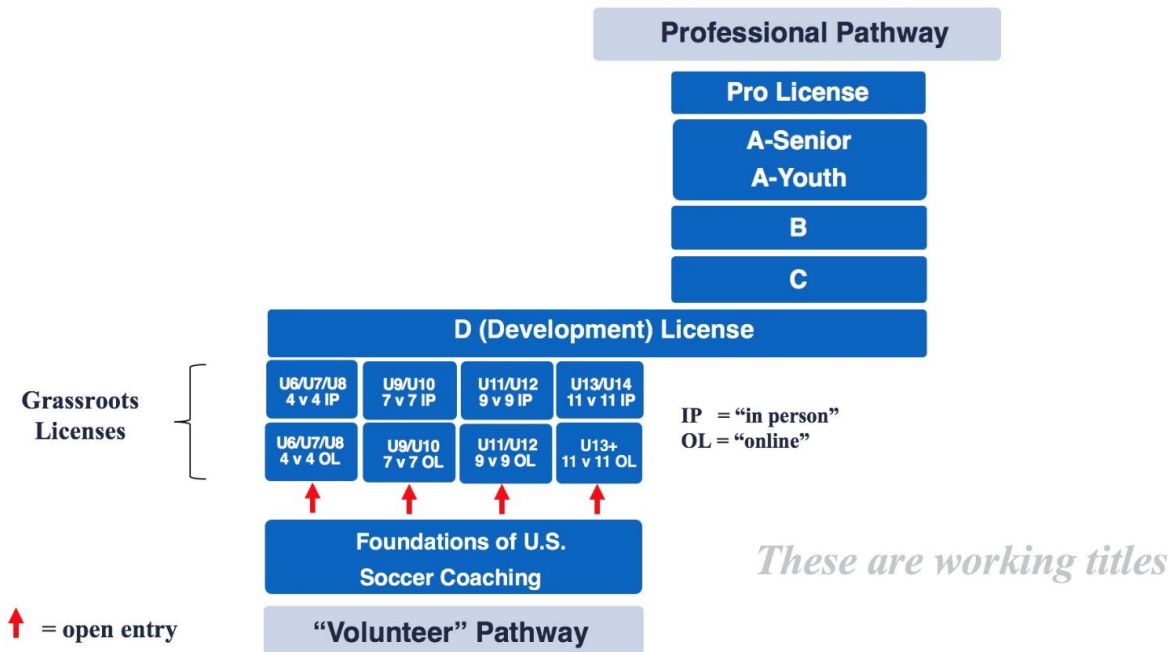 Professional Pathway
Pro License
A-Senior
A-Youth
B
C
D (Development) License
Grassroots
Licenses
U6/U7/U8
4 v 4 IP
U9/U10
7 v 7 IP
U11/U12
9 v 9 IP
U13/U14
11 v 11 IP
U6/U7/U8
4 v 4 OL
U9/U10
7 v 7 OL
U11/U12
9 v 9 OL
U13+
11 v 11 OL
IP = “in person”
OL = “online”
Foundations of U.S.
Soccer Coaching
These are working titles
= open entry
“Volunteer” Pathway